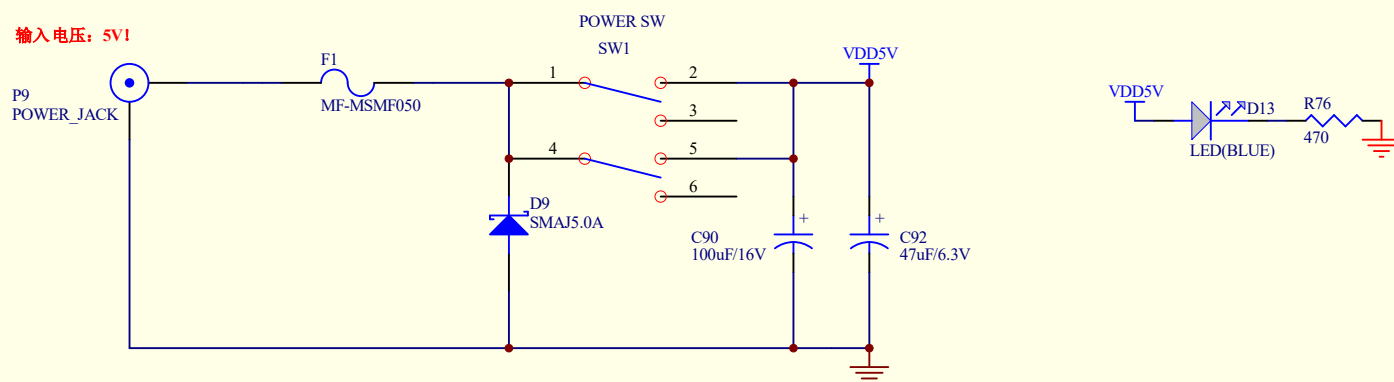 输入电压：5V!
POWER SW
SW1
P9
POWER_JACK
F1
MF-MSMF050
1
2
3
4
5
6
VDD5V
D9
SMAJ5.0A
C90
100uF/16V
C92
47uF/6.3V
VDD5V
D13
LED(BLUE)
R76
470
+
+